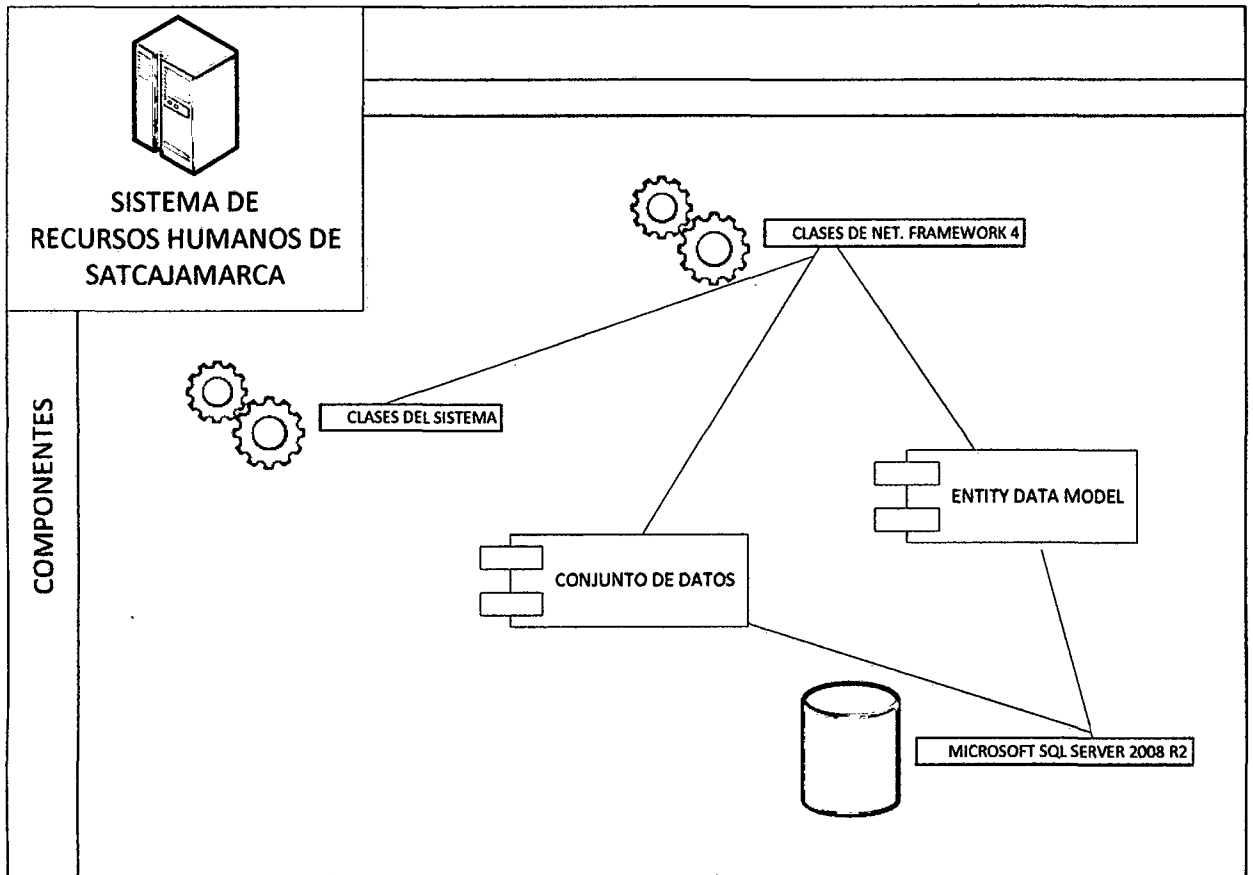 SISTEMA DE
RECURSOS HUMANOS DE
SATCAJAMARCA
COMPONENTES
CLASES DE NET. FRAMEWORK 4
CLASES DEL SISTEMA
ENTITY DATA MODEL
CONJUNTO DE DATOS
MICROSOFT SQL SERVER 2008 R2